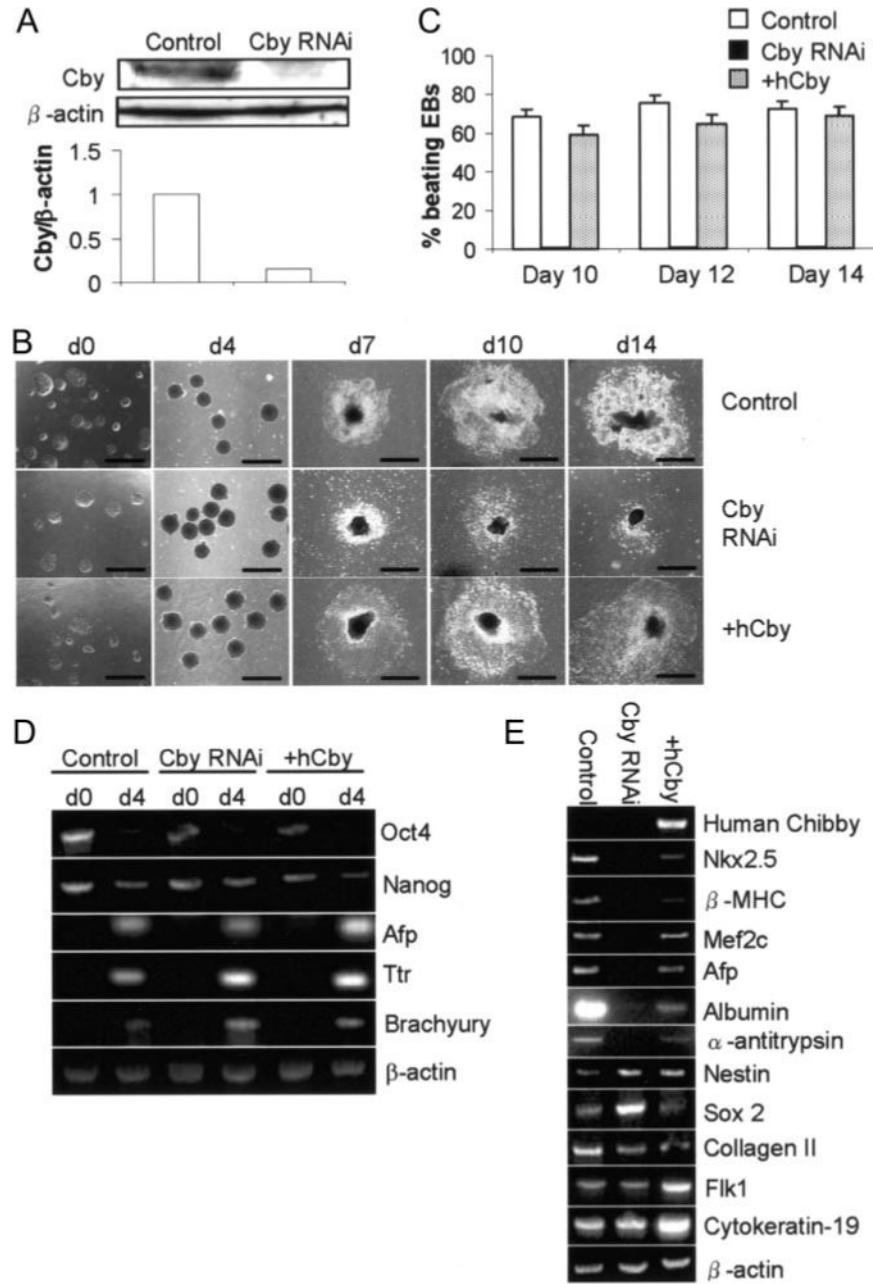 A
Control Cby RNAi
Cby
β-actin
Cby/β-actin
1.5
1
0.5
0
C
% beating EBs
100
80
60
40
20
0
Day 10 Day 12 Day 14
Control
Cby RNAi
+hCby
B
d0 d4 d7 d10 d14
Control
Cby
RNAi
+hCby
D
Control Cby RNAi +hCby
d0 d4 d0 d4 d0 d4
Oct4
Nanog
Afp
Ttr
Brachyury
β-actin
E
Control Cby RNAi +hCby
Human Chibby
Nkx2.5
β-MHC
Mef2c
Afp
Albumin
α-antitrypsin
Nestin
Sox 2
Collagen II
Flk1
Cytokeratin-19
β-actin